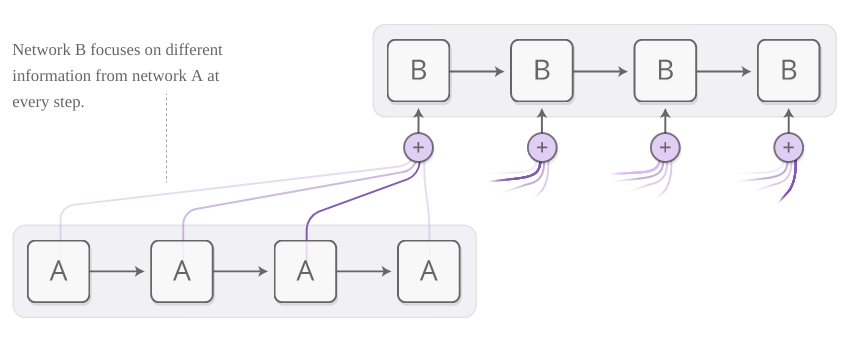 Network B focuses on different
information from network A at
every step.
B B B B
+ + + +
A A A A